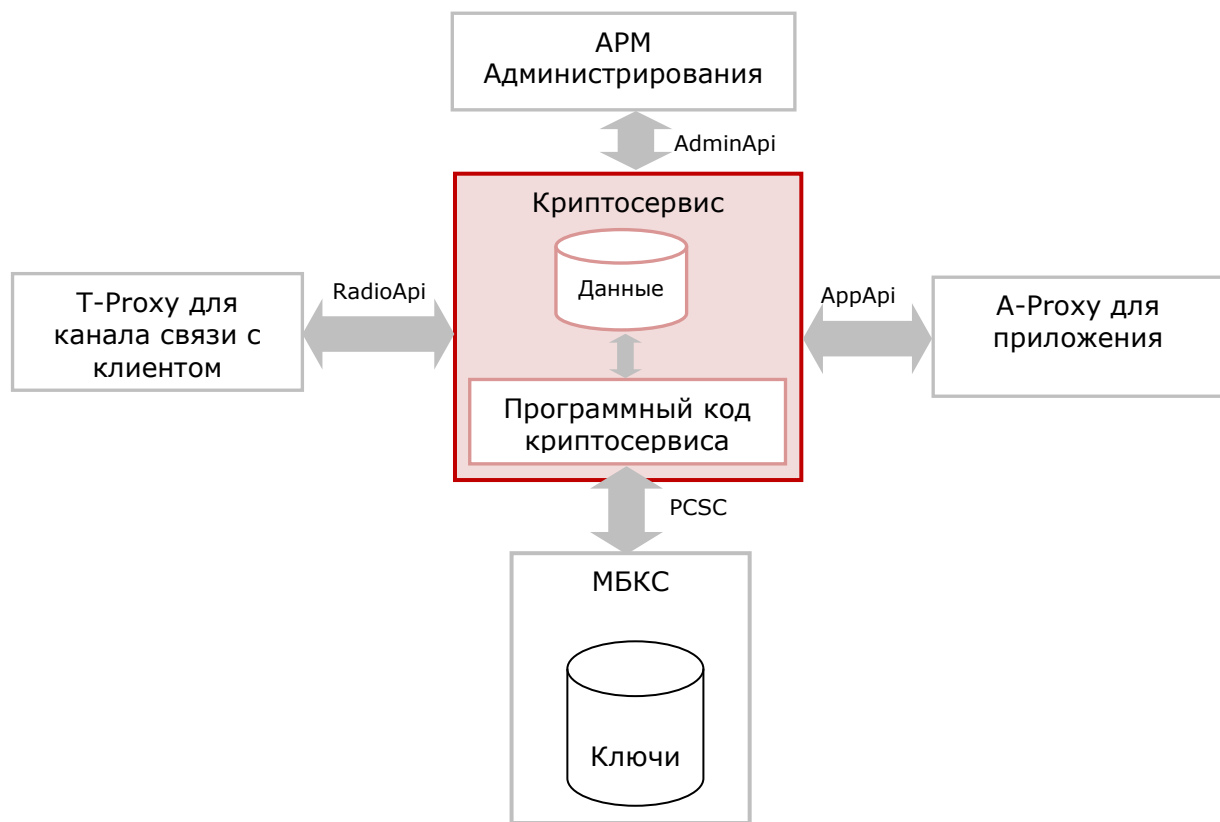 АРМ
Администрирования
AdminApi
Криптосервис
Данные
RadioApi
AppApi
T-Proxy для
канала связи с
клиентом
A-Proxy для
приложения
Программный код
криптосервиса
PCSC
МБКС
Ключи